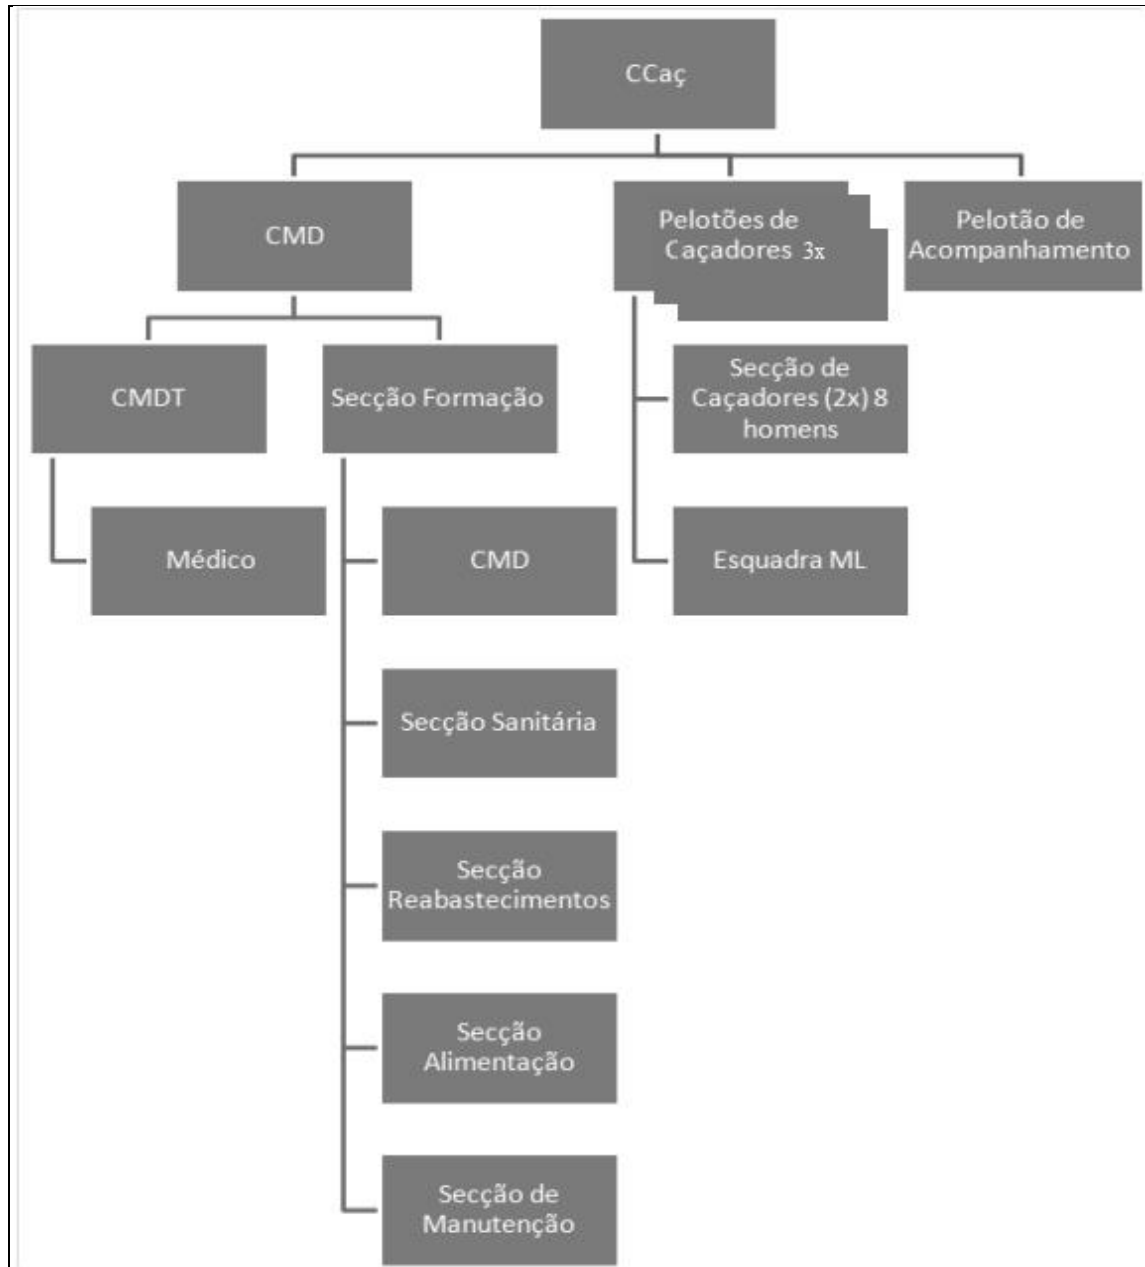 CCaç
CMD
Pelotões de
Caçadores 3x
Pelotão de
Acompanhamento
CMDT
Secção Formação
Secção de
Caçadores (2x) 8
homens
Médico
CMD
Esquadra ML
Secção Sanitária
Secção
Reabastecimentos
Secção
Alimentação
Secção de
Manutenção